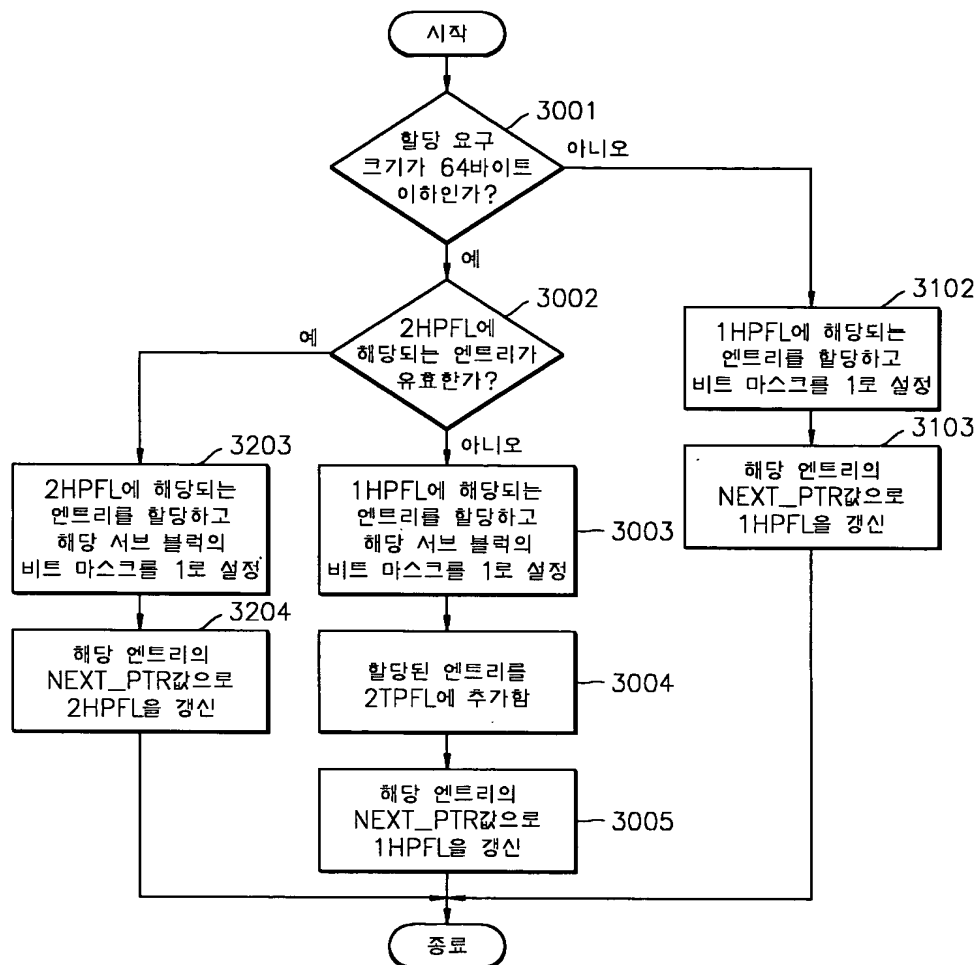 시작
3001
할당 요구
크기가 64바이트
이하인가?
아니오
예
3002
2HPFL에
해당되는 엔트리가
유효한가?
예
아니오
3102
1HPFL에 해당되는
엔트리를 할당하고
비트 마스크를 1로 설정
3103
해당 엔트리의
NEXT_PTR값으로
1HPFL을 갱신
3203
2HPFL에 해당되는
엔트리를 할당하고
해당 서브 블럭의
비트 마스크를 1로 설정
3204
해당 엔트리의
NEXT_PTR값으로
2HPFL을 갱신
1HPFL에 해당되는
엔트리를 할당하고
해당 서브 블럭의
비트 마스크를 1로 설정
3003
할당된 엔트리를
2TPFL에 추가함
3004
해당 엔트리의
NEXT_PTR값으로
1HPFL을 갱신
3005
종료